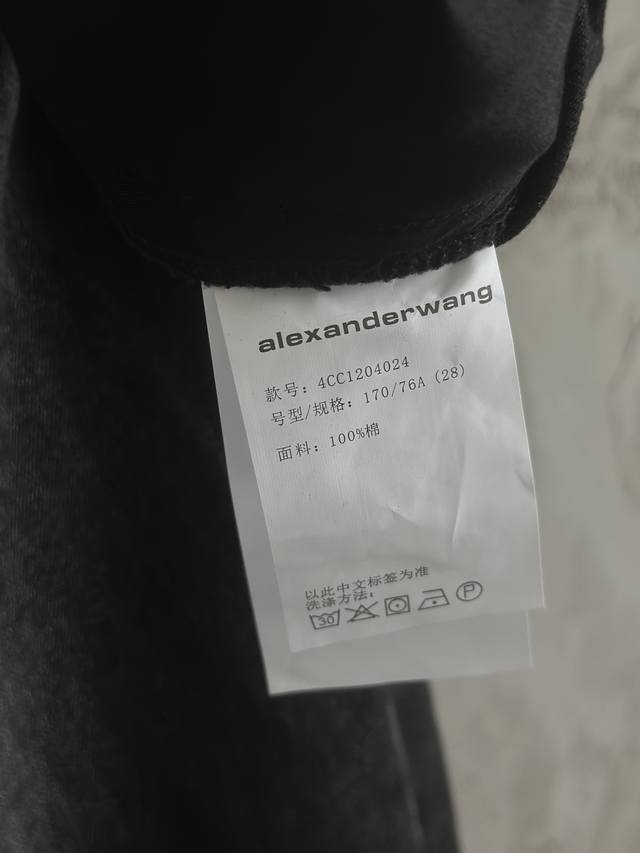 alexanderwang
款号：4CC1204024
号型/规格：170/76A（28）
面料：100%棉
以此中文标签为准
洗涤方法：
30
P